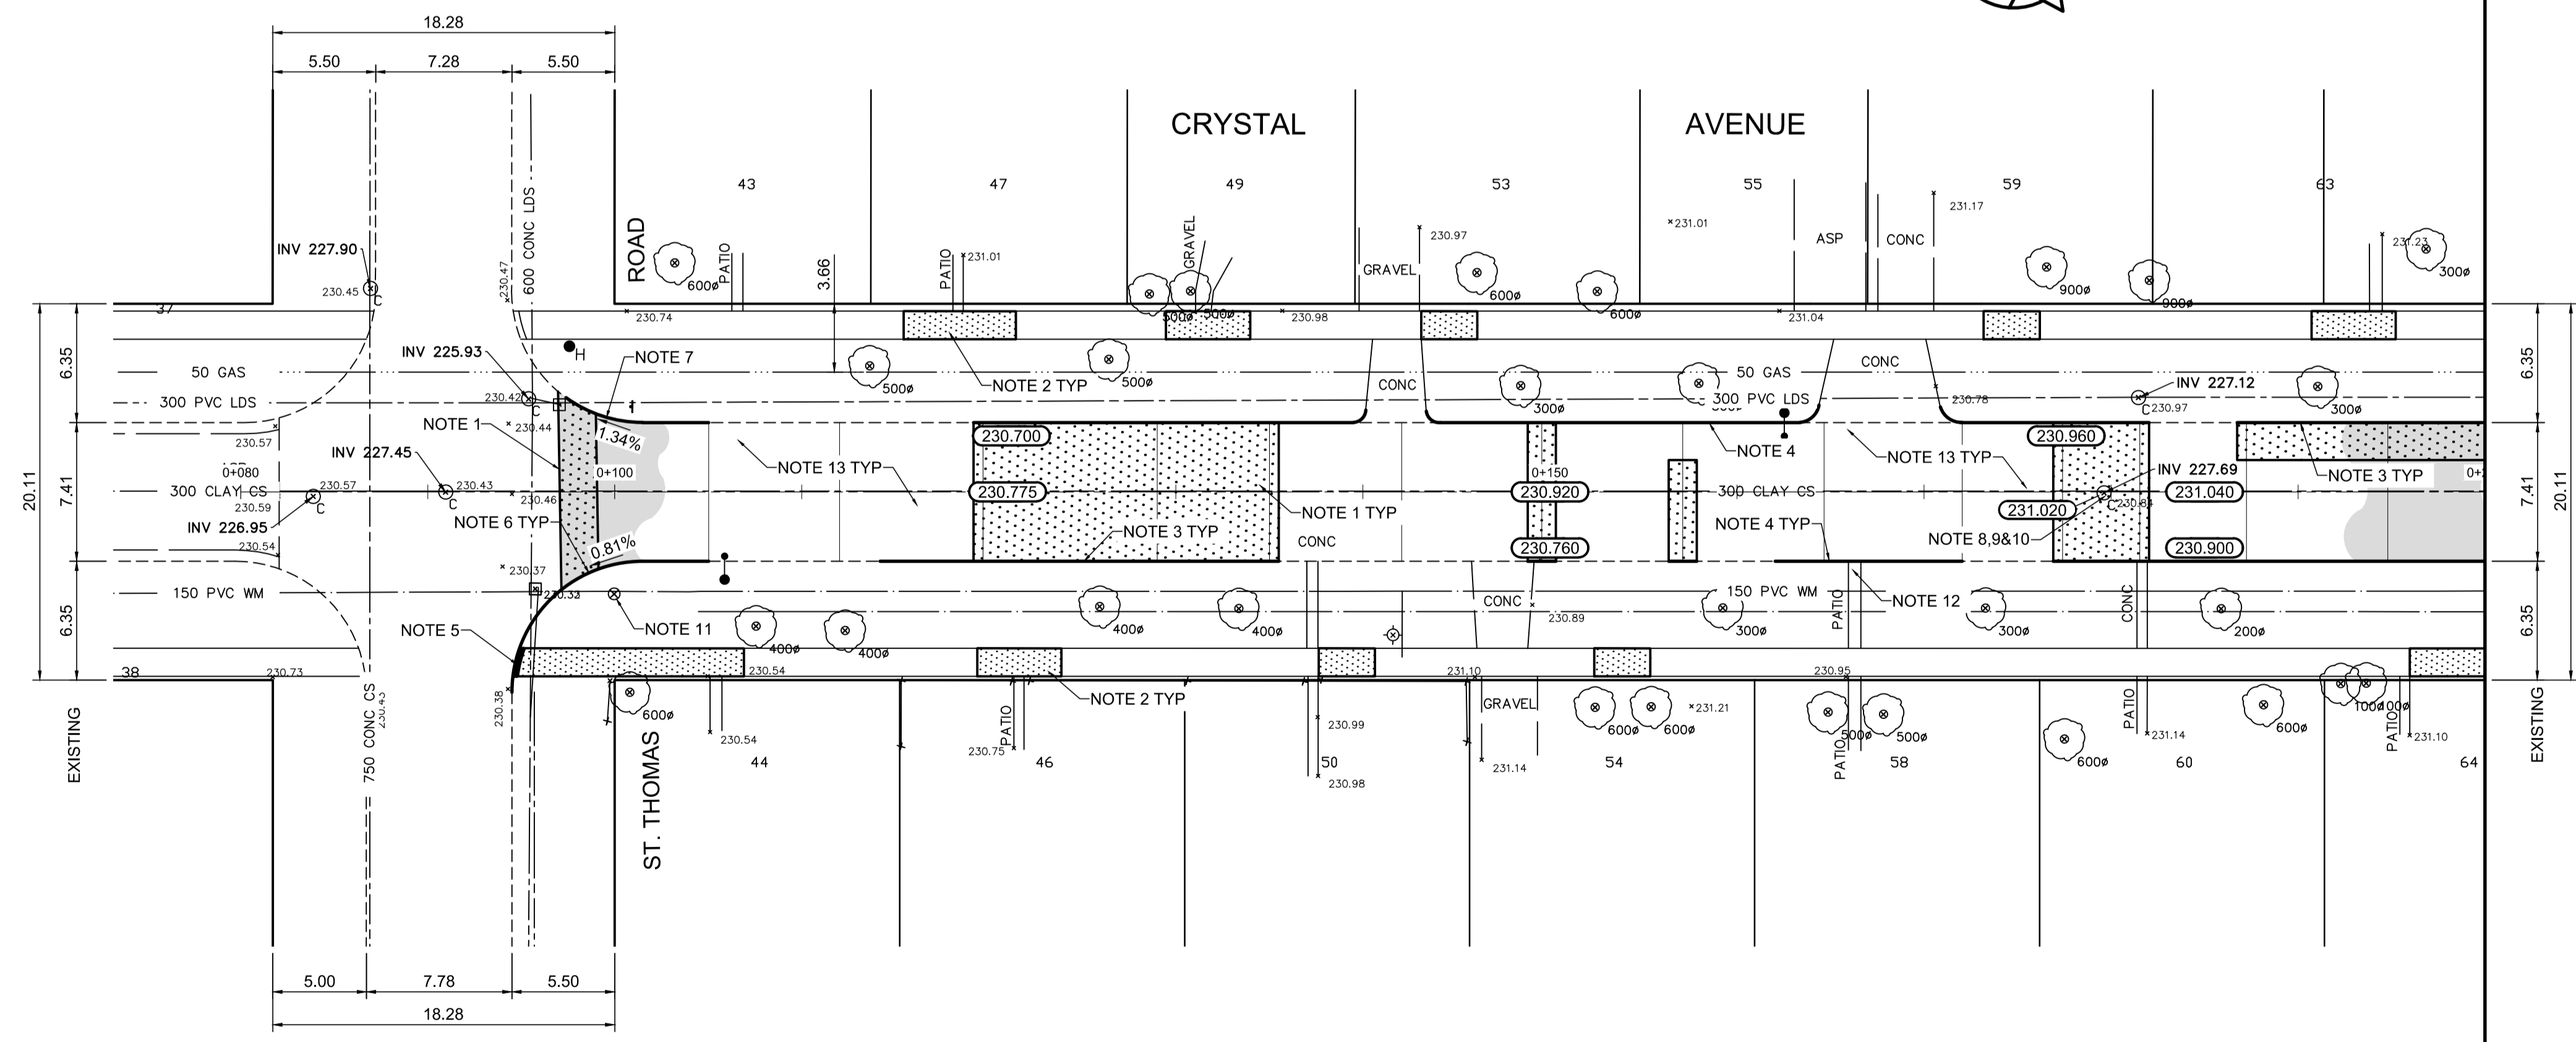 18.28
5.50 7.28 5.50
CRYSTAL AVENUE
43 47 49 53 55 59 63
600 CONC LDS
ROAD
INV 227.90
230.45
C
230.47
600ø
PATIO
3.66
PATIO
231.01
GRAVEL
500ø
500ø
GRAVEL
230.97
600ø
600ø
231.01
ASP
CONC
231.17
900ø
900ø
231.23
300ø
37
230.74
230.98
231.04
6.35
50 GAS
300 PVC LDS
INV 225.93
H
NOTE 7
500ø
NOTE 2 TYP
500ø
CONC
300ø
50 GAS
300 PVC LDS
CONC
230.78
INV 227.12
C
230.97
300ø
6.35
230.42
C
NOTE 1
230.44
1.34%
230.57
INV 227.45
0+080
300 CLAY CS
230.57
230.59
C
INV 226.95
230.43
C
230.46
0+100
NOTE 13 TYP
230.700
230.775
NOTE 1 TYP
NOTE 3 TYP
CONC
0+150
230.920
230.760
NOTE 4
300 CLAY CS
NOTE 4 TYP
NOTE 13 TYP
230.960
231.020
INV 227.69
C
NOTE 8,9&10
231.040
230.900
NOTE 3 TYP
7.41
20.11
7.41
20.11
NOTE 6 TYP
0.81%
230.54
230.37
150 PVC WM
NOTE 5
NOTE 11
400ø
400ø
400ø
400ø
CONC
230.89
300ø
150 PVC WM
PATIO
NOTE 12
300ø
CONC
200ø
6.35
6.35
38
230.73
750 CONC CS
230.38
230.54
NOTE 2 TYP
231.10
230.95
EXISTING
600ø
ST. THOMAS
230.54
PATIO
230.75
230.99
230.98
GRAVEL
231.14
600ø
600ø
231.21
500ø
PATIO
500ø
600ø
PATIO
231.14
600ø
PATIO
231.10
EXISTING
44 46 50 54 58 60 64
5.00 7.78 5.50
18.28